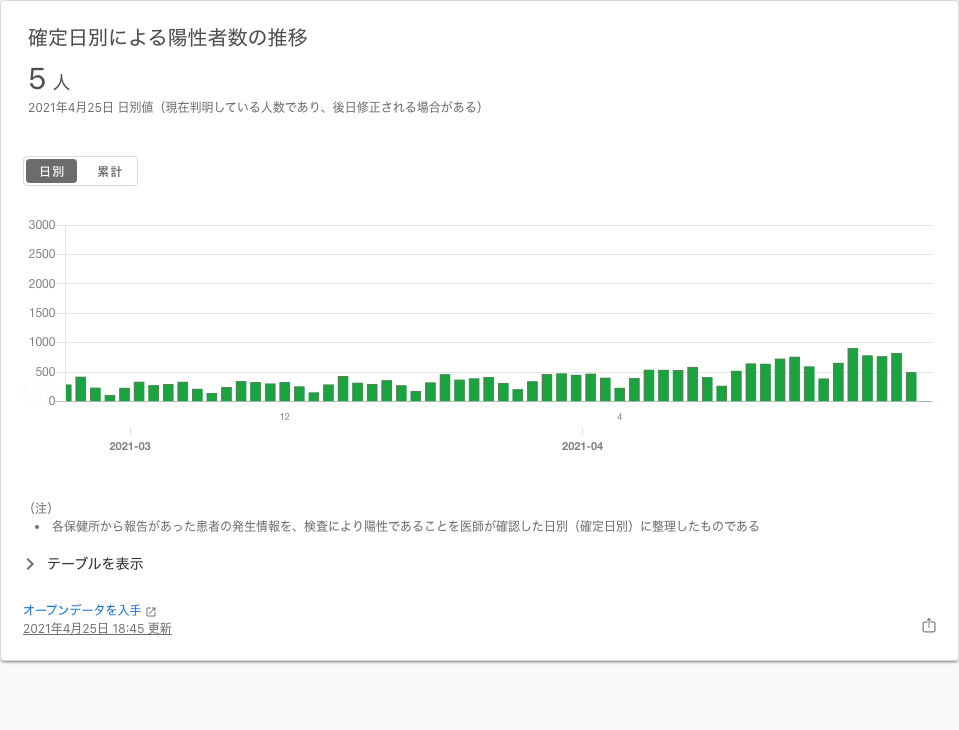 確定日別による陽性者数の推移
5 人
2021年4月25日 日別値（現在判明している人数であり、後日修正される場合がある）
日別 累計
3000
2500
2000
1500
1000
500
0
12 4
2021-03 2021-04
（注）
• 各保健所から報告があった患者の発生情報を、検査により陽性であることを医師が確認した日別（確定日別）に整理したものである
テーブルを表示
オープンデータを入手
2021年4月25日 18:45 更新